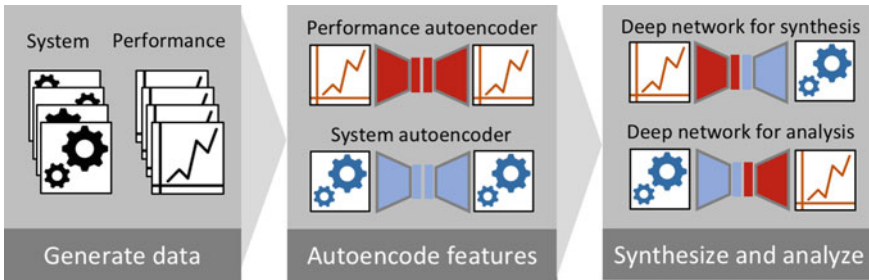 System
Performance
Generate data
Performance autoencoder
System autoencoder
Autoencode features
Deep network for synthesis
Deep network for analysis
Synthesize and analyze